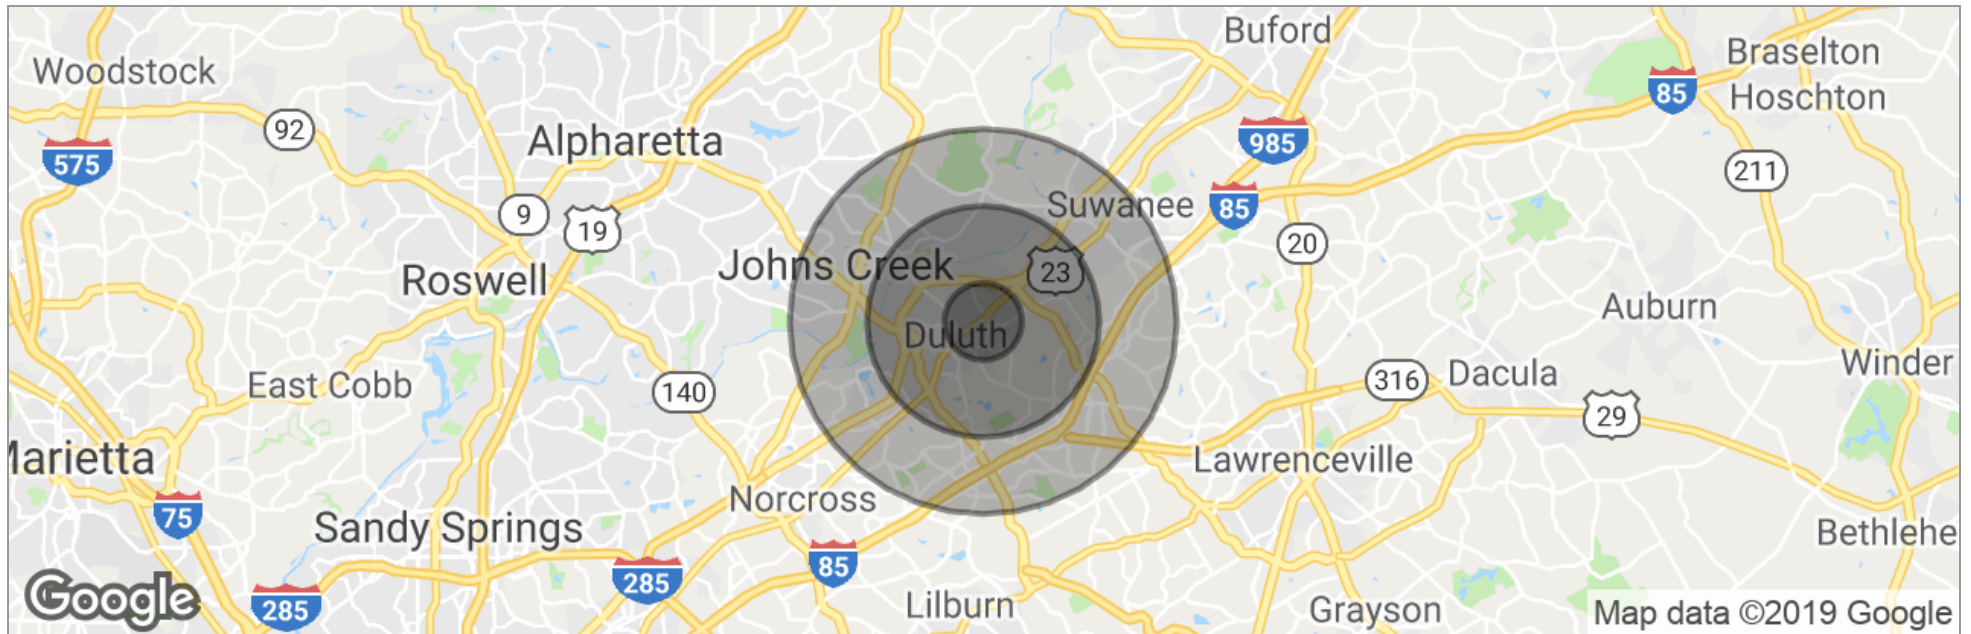 Buford
Braselton
Woodstock
85
Hoschton
92
Alpharetta
985
575
211
9
19
Suwanee
85
20
Johns Creek
23
Roswell
Auburn
Duluth
Winder
East Cobb
140
316
Dacula
29
Marietta
Lawrenceville
Norcross
75
Sandy Springs
Bethlehe
85
285
Google
285
Lilburn
Grayson
Map data ©2019 Google